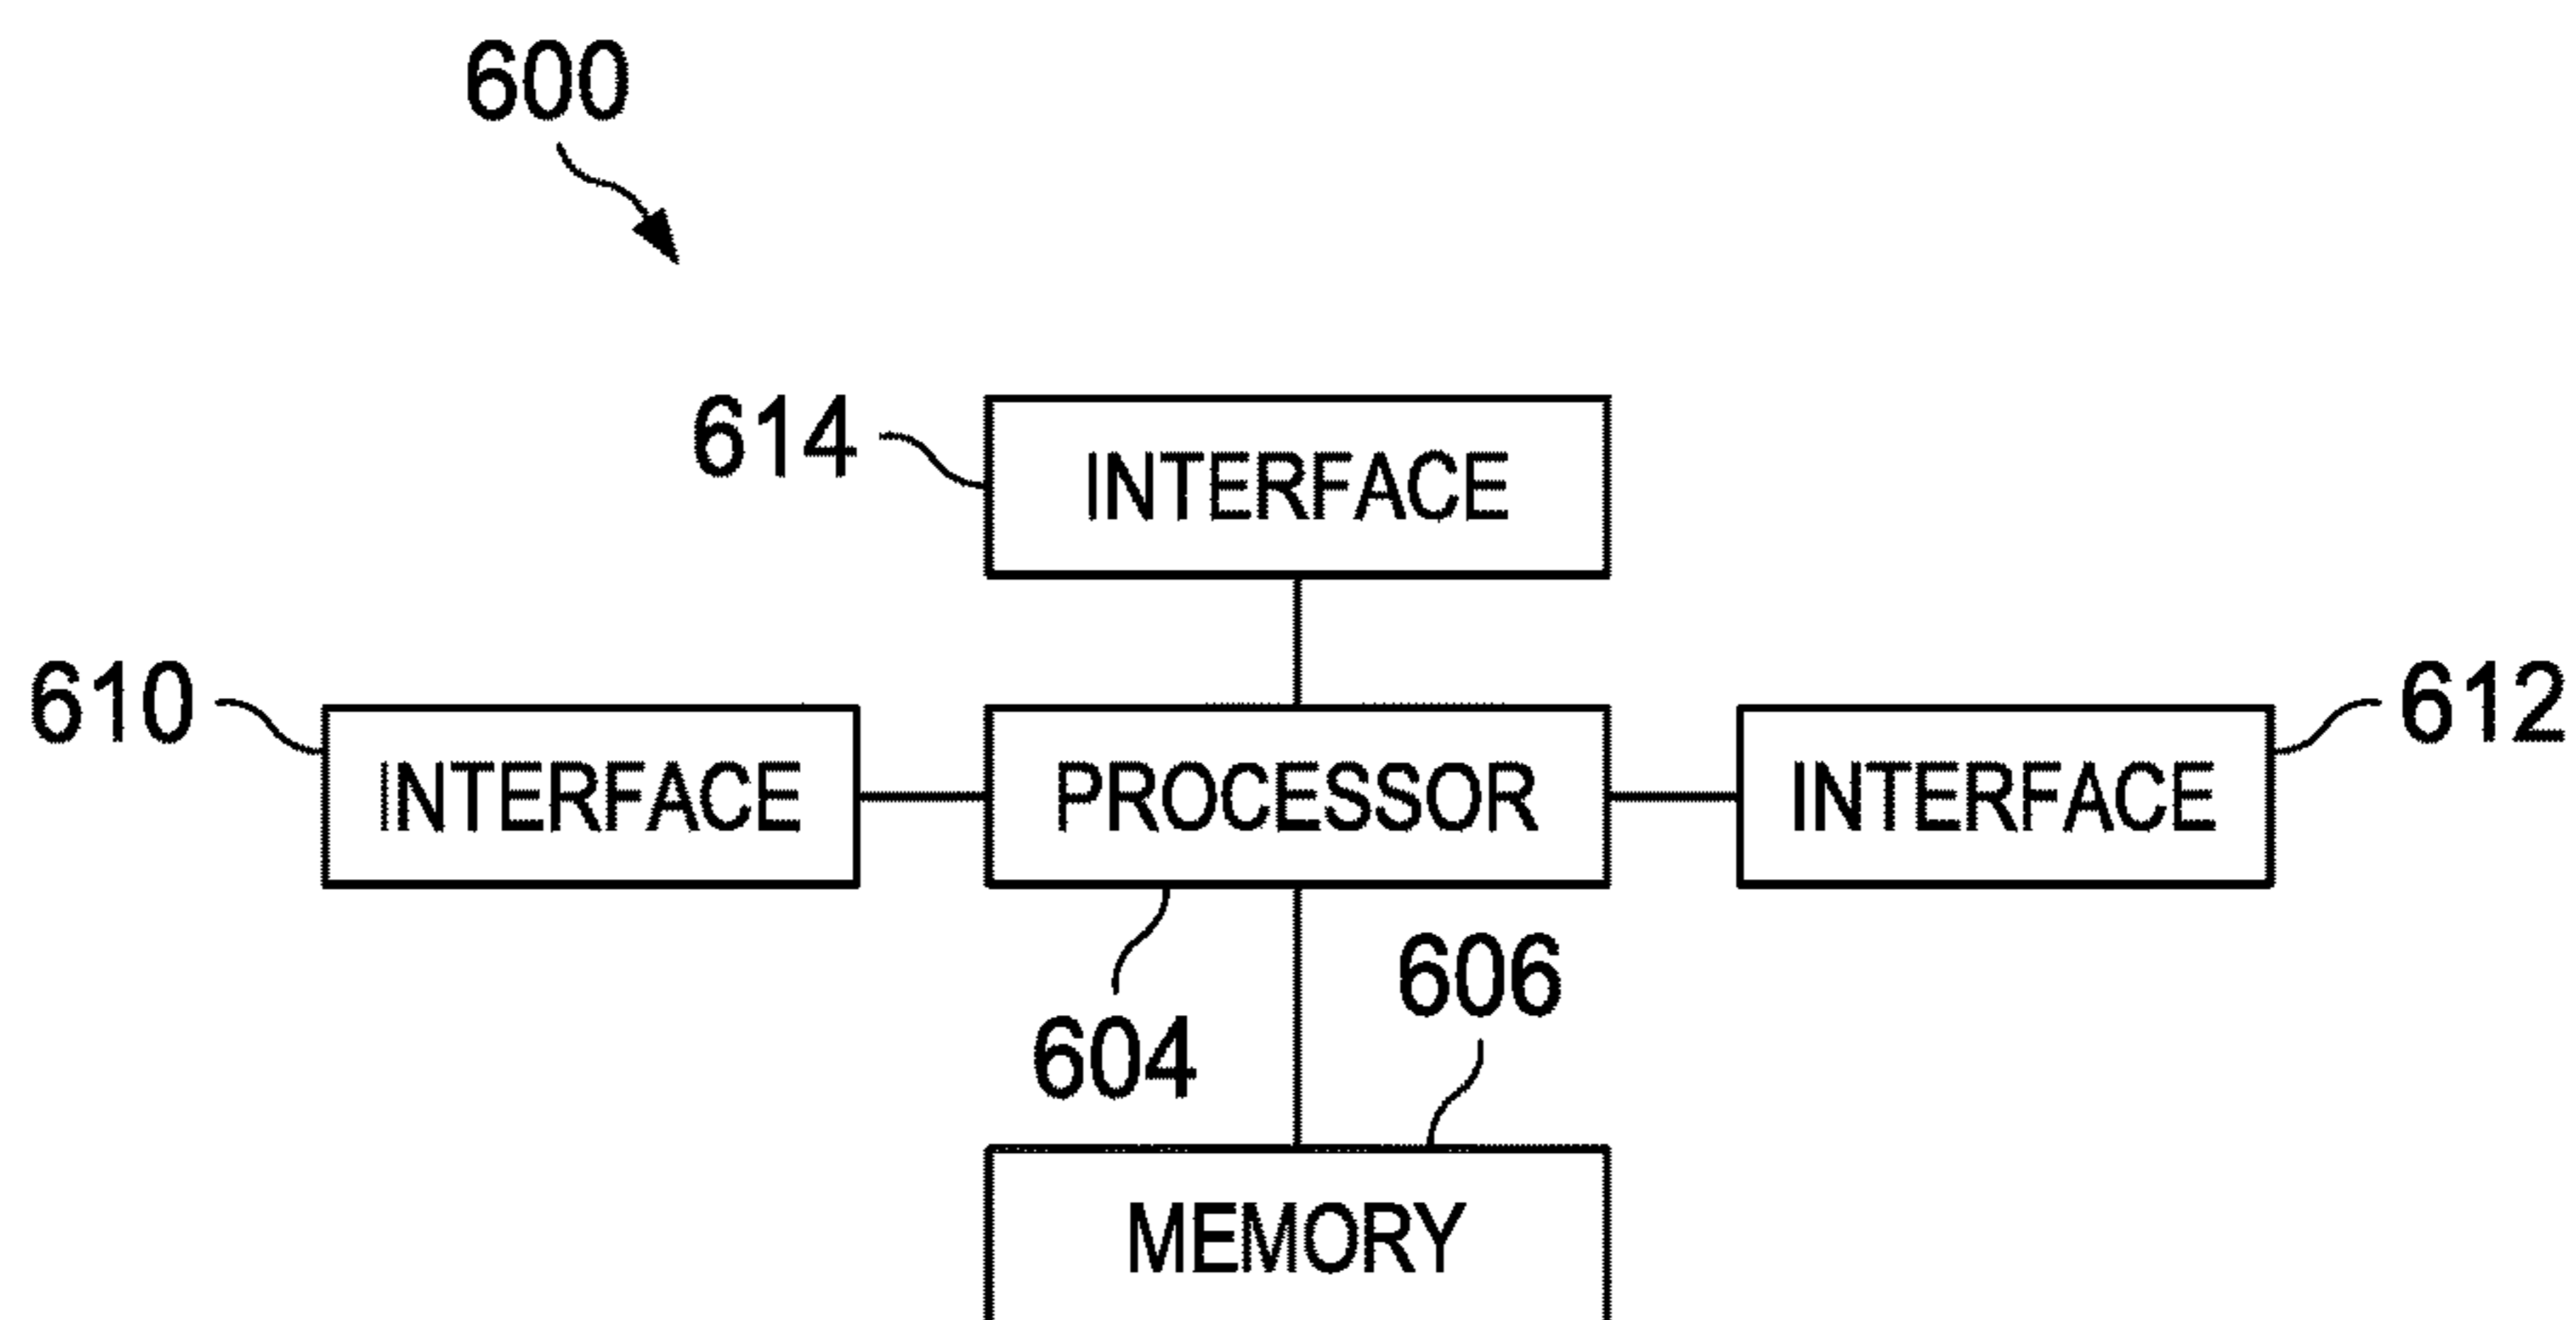 600
614
INTERFACE
610
INTERFACE
PROCESSOR
INTERFACE
612
606
604
MEMORY